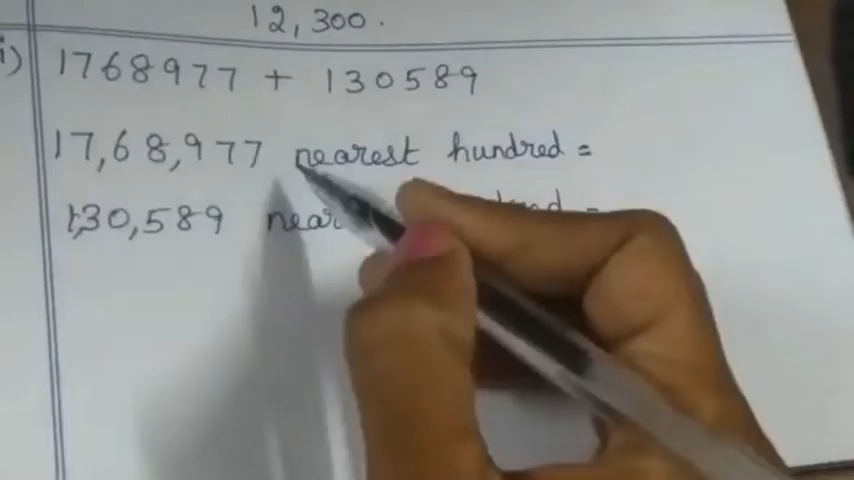 12,300.
i) 1768977 + 130589
17,68,977 nearest hundred =
1,30,589